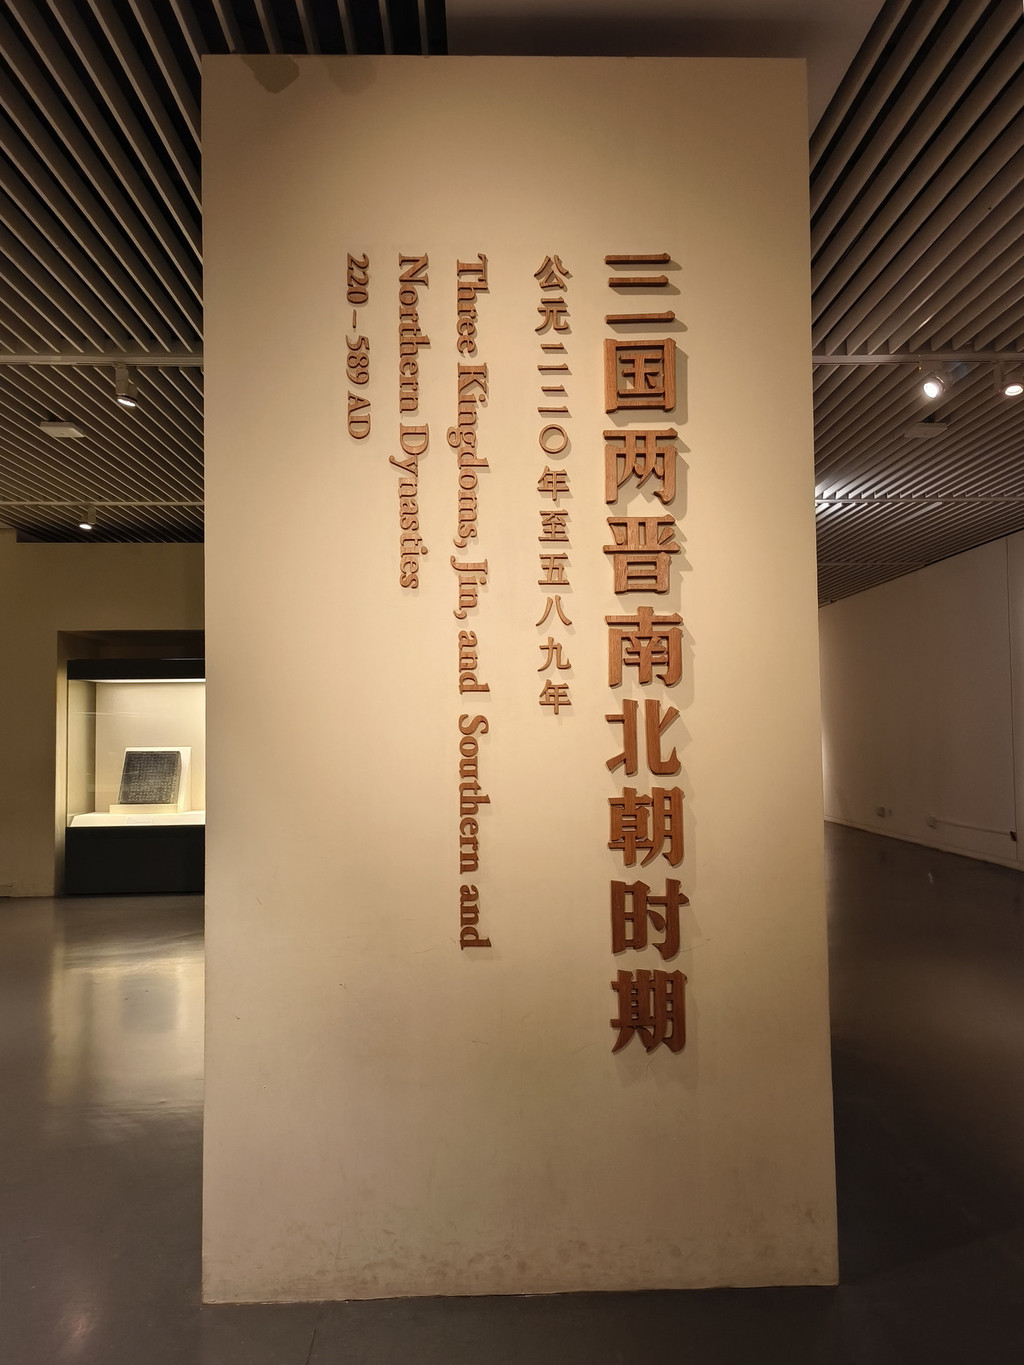 三国两晋南北朝时期
公元二二〇年至五八九年
Three Kingdoms, Jin, and Southern and
Northern Dynasties
220 – 589 AD